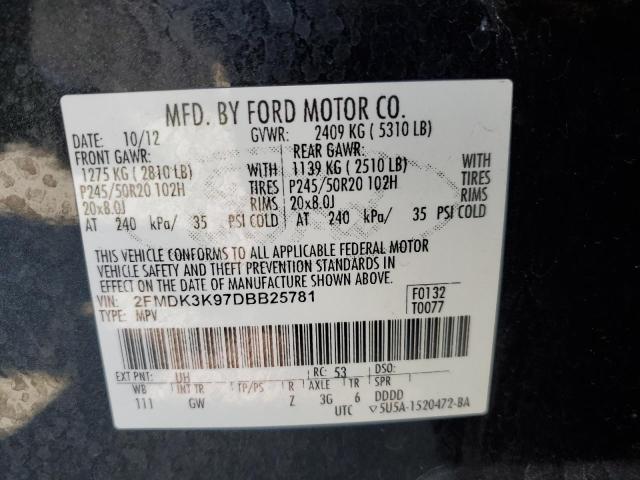 MFD. BY FORD MOTOR CO.
DATE: 10/12 GVWR: 2409 KG ( 5310 LB)
FRONT GAWR: REAR GAWR:
1275 KG ( 2810 LB) WITH 1139 KG ( 2510 LB) WITH
P245/50R20 102H TIRES P245/50R20 102H TIRES
20x8.0J RIMS 20x8.0J RIMS
AT 240 kPa/ 35 PSI COLD AT 240 kPa/ 35 PSI COLD
THIS VEHICLE CONFORMS TO ALL APPLICABLE FEDERAL MOTOR
VEHICLE SAFETY AND THEFT PREVENTION STANDARDS IN
EFFECT ON THE DATE OF MANUFACTURE SHOWN ABOVE.
VIN: 2FMDK3K97DBB25781 F0132
TYPE: MPV T0077
EXT PNT: UH RC: 53 DSO:
WB INT TR TP/PS R AXLE TR SPR
111 GW Z 3G 6 DDDD
UTC ▽5U5A-1520472-BA